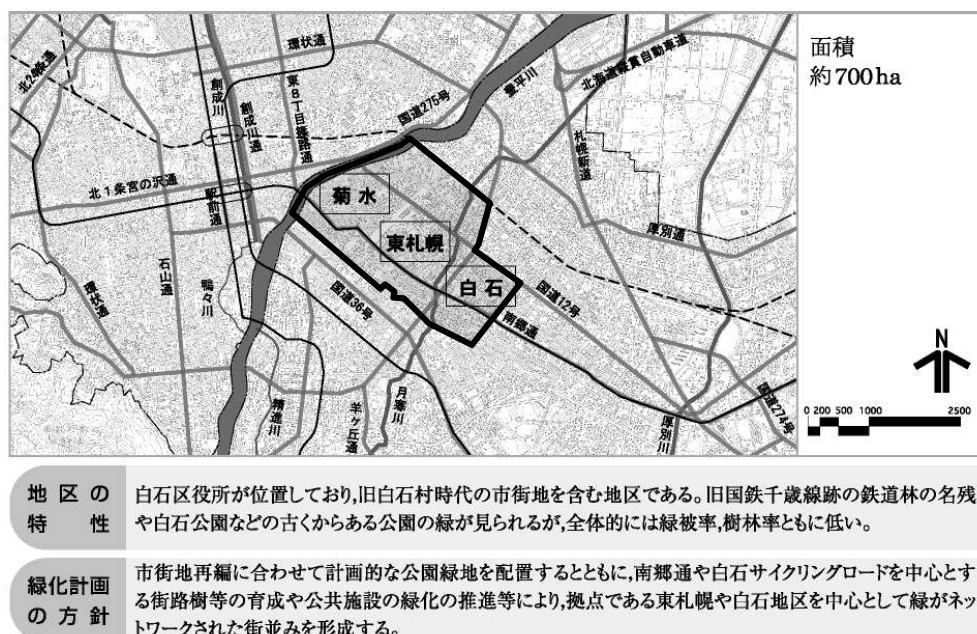 環状通
北24条通
創成川
創成川通
東8丁目篠路通
国道275号
豊平川
北海道縦貫自動車道
札幌新道
面積
約700ha
北1条宮の沢通
駅前通
菊水
東札幌
白石
厚別通
環状通
石山通
鴨々川
国道36号
国道12号
南郷通
精進川
羊ヶ丘通
月寒川
厚別川
国道274号
N
0 200 500 1000 2500
地区の
特性
白石区役所が位置しており,旧白石村時代の市街地を含む地区である。旧国鉄千歳線跡の鉄道林の名残
や白石公園などの古くからある公園の緑が見られるが,全体的には緑被率,樹林率ともに低い。
緑化計画
の方針
市街地再編に合わせて計画的な公園緑地を配置するとともに,南郷通や白石サイクリングロードを中心とす
る街路樹等の育成や公共施設の緑化の推進等により,拠点である東札幌や白石地区を中心として緑がネッ
トワークされた街並みを形成する。